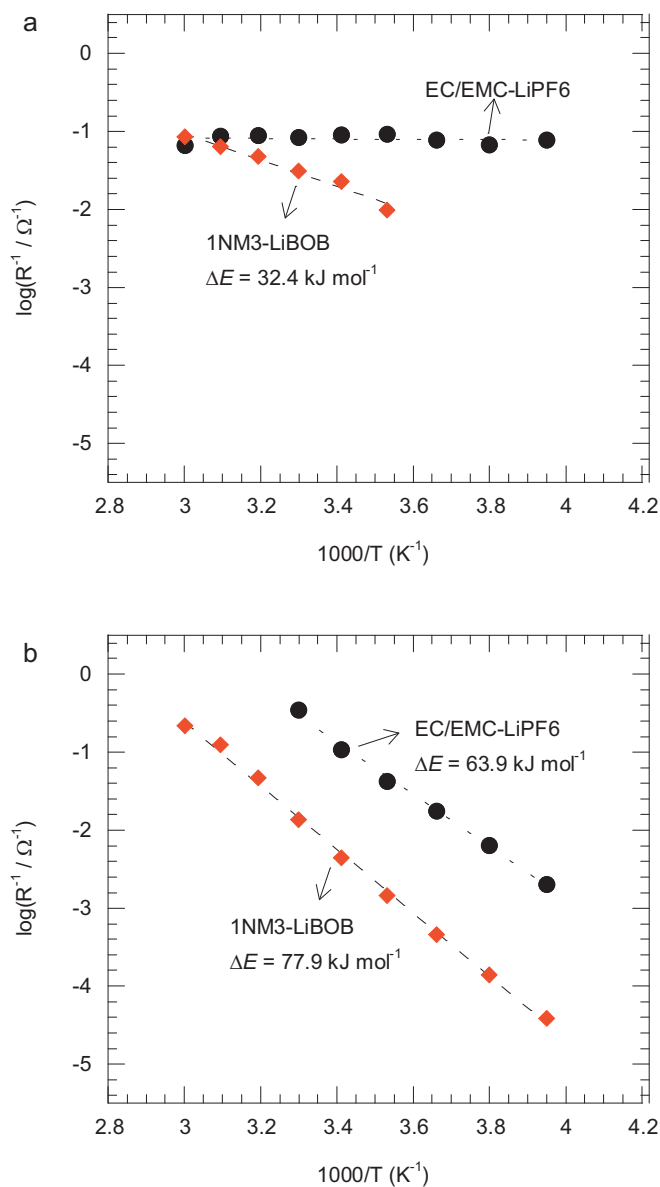 a
0
-1
-2
-3
-4
-5
log(R⁻¹ / Ω⁻¹)
EC/EMC-LiPF6
1NM3-LiBOB
ΔE = 32.4 kJ mol⁻¹
2.8 3 3.2 3.4 3.6 3.8 4 4.2
1000/T (K⁻¹)
b
0
-1
-2
-3
-4
-5
log(R⁻¹ / Ω⁻¹)
EC/EMC-LiPF6
ΔE = 63.9 kJ mol⁻¹
1NM3-LiBOB
ΔE = 77.9 kJ mol⁻¹
2.8 3 3.2 3.4 3.6 3.8 4 4.2
1000/T (K⁻¹)